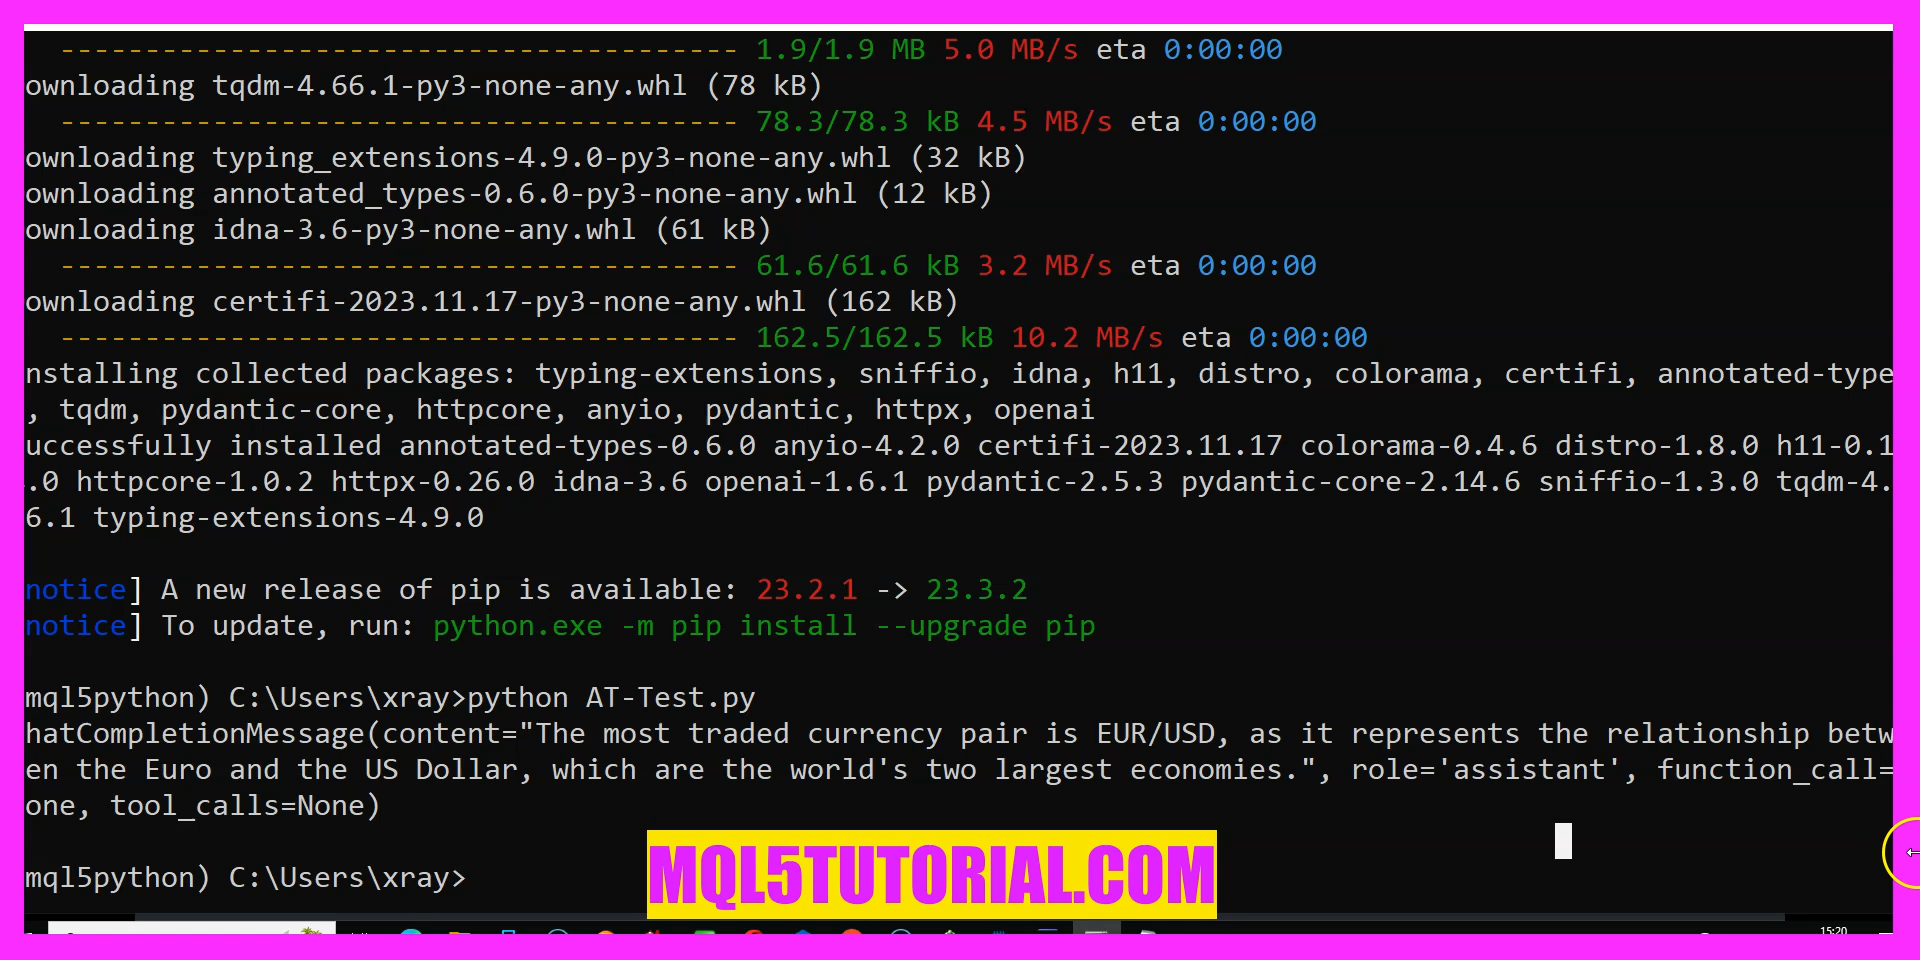 ---------------------------------------- 1.9/1.9 MB 5.0 MB/s eta 0:00:00
ownloading tqdm-4.66.1-py3-none-any.whl (78 kB)
---------------------------------------- 78.3/78.3 kB 4.5 MB/s eta 0:00:00
ownloading typing_extensions-4.9.0-py3-none-any.whl (32 kB)
ownloading annotated_types-0.6.0-py3-none-any.whl (12 kB)
ownloading idna-3.6-py3-none-any.whl (61 kB)
---------------------------------------- 61.6/61.6 kB 3.2 MB/s eta 0:00:00
ownloading certifi-2023.11.17-py3-none-any.whl (162 kB)
---------------------------------------- 162.5/162.5 kB 10.2 MB/s eta 0:00:00
nstalling collected packages: typing-extensions, sniffio, idna, h11, distro, colorama, certifi, annotated-type
, tqdm, pydantic-core, httpcore, anyio, pydantic, httpx, openai
uccessfully installed annotated-types-0.6.0 anyio-4.2.0 certifi-2023.11.17 colorama-0.4.6 distro-1.8.0 h11-0.1
.0 httpcore-1.0.2 httpx-0.26.0 idna-3.6 openai-1.6.1 pydantic-2.5.3 pydantic-core-2.14.6 sniffio-1.3.0 tqdm-4.
6.1 typing-extensions-4.9.0
notice] A new release of pip is available: 23.2.1 -> 23.3.2
notice] To update, run: python.exe -m pip install --upgrade pip
mql5python) C:\Users\xray>python AT-Test.py
hatCompletionMessage(content="The most traded currency pair is EUR/USD, as it represents the relationship betw
en the Euro and the US Dollar, which are the world's two largest economies.", role='assistant', function_call=
one, tool_calls=None)
mql5python) C:\Users\xray>
MQL5TUTORIAL.COM
15:20